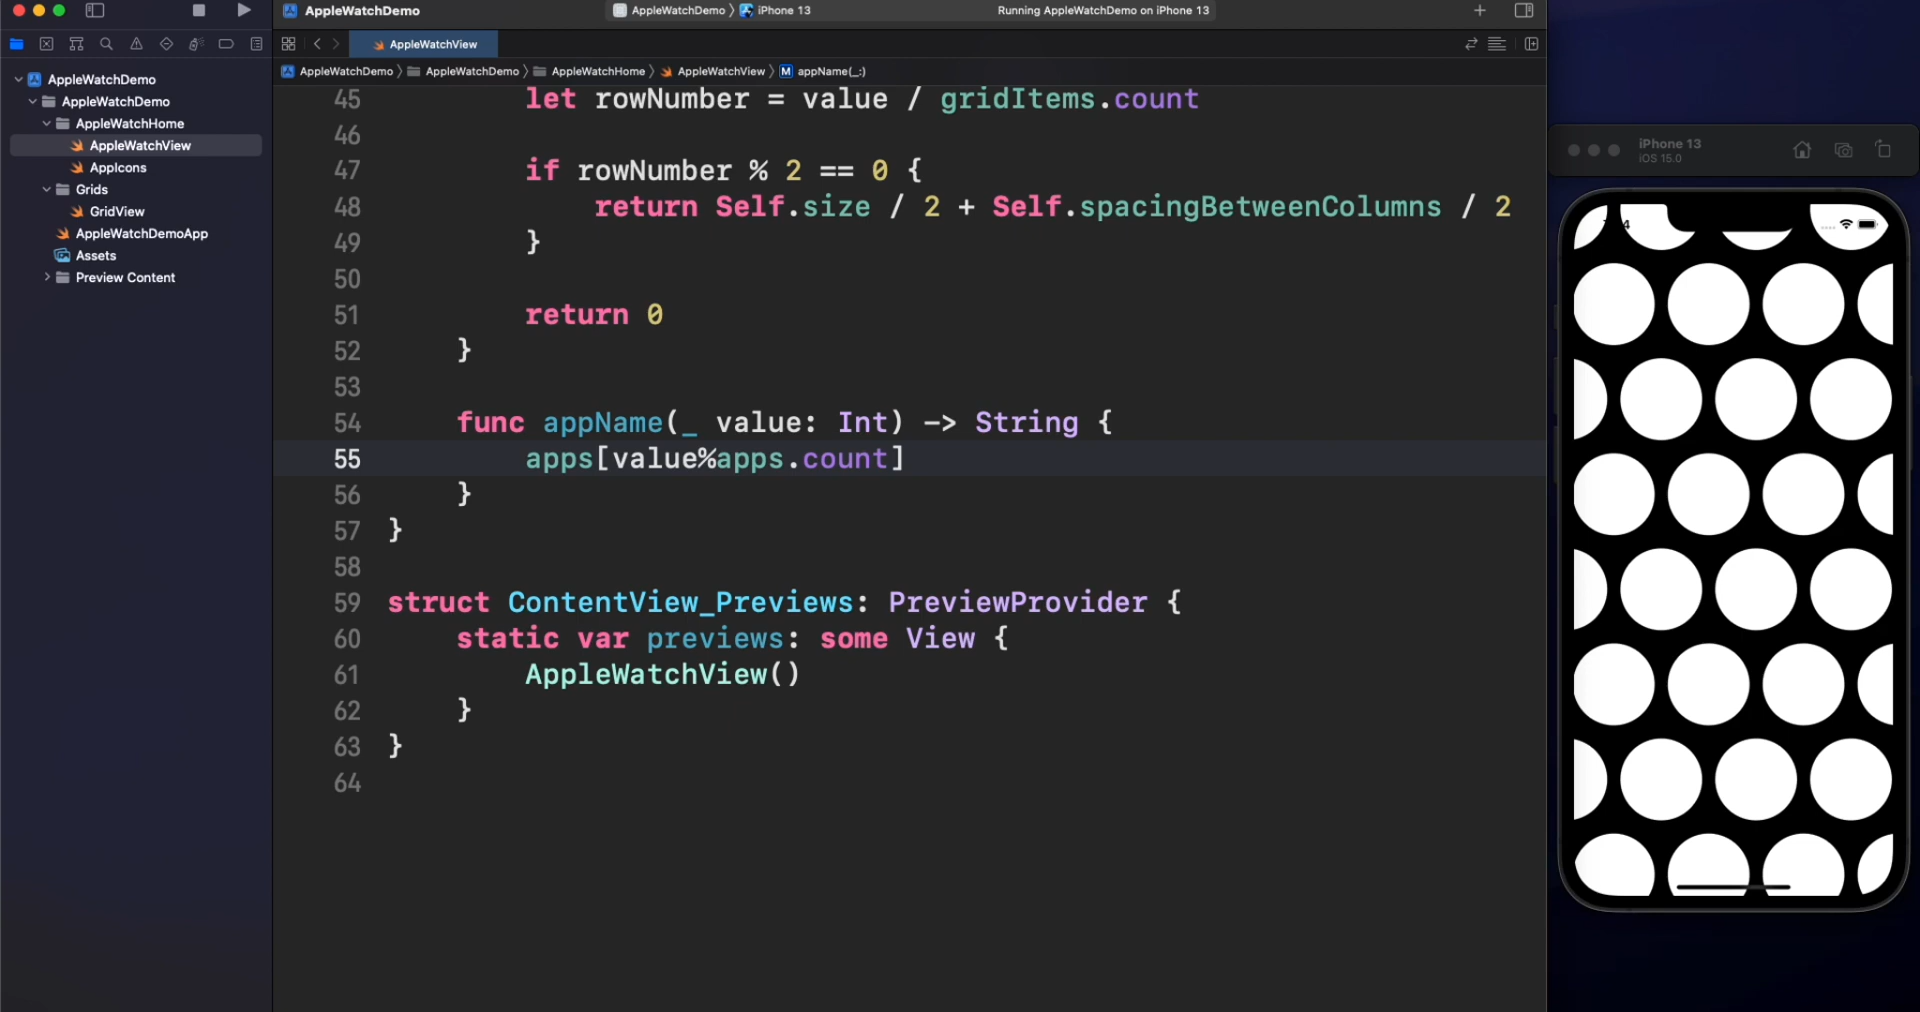 AppleWatchDemo
AppleWatchDemo 〉 iPhone 13
Running AppleWatchDemo on iPhone 13
AppleWatchView
AppleWatchDemo 〉 AppleWatchDemo 〉 AppleWatchHome 〉 AppleWatchView 〉 M appName(_:)
AppleWatchDemo
AppleWatchDemo
AppleWatchHome
AppleWatchView
AppIcons
Grids
GridView
AppleWatchDemoApp
Assets
Preview Content
45 let rowNumber = value / gridItems.count
46
47 if rowNumber % 2 == 0 {
48 return Self.size / 2 + Self.spacingBetweenColumns / 2
49 }
50
51 return 0
52 }
53
54 func appName(_ value: Int) -> String {
55 apps[value%apps.count]
56 }
57 }
58
59 struct ContentView_Previews: PreviewProvider {
60 static var previews: some View {
61 AppleWatchView()
62 }
63 }
64
iPhone 13
iOS 15.0